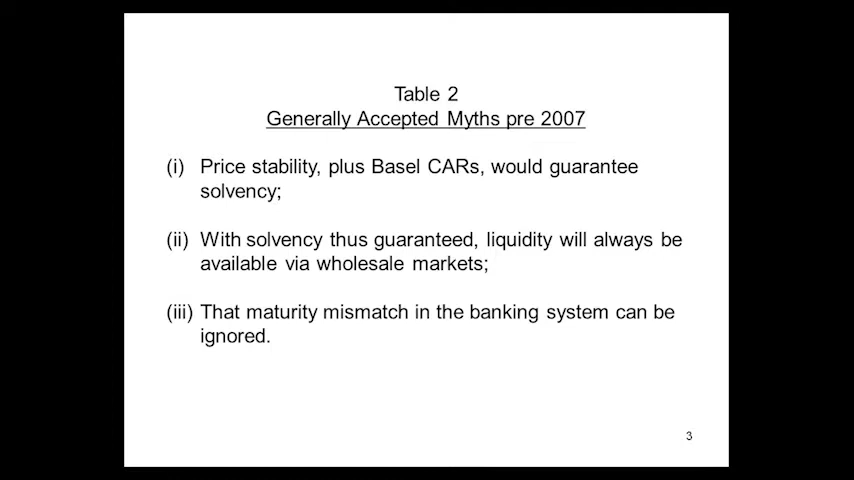 Table 2
Generally Accepted Myths pre 2007
(i) Price stability, plus Basel CARs, would guarantee
solvency;
(ii) With solvency thus guaranteed, liquidity will always be
available via wholesale markets;
(iii) That maturity mismatch in the banking system can be
ignored.
3